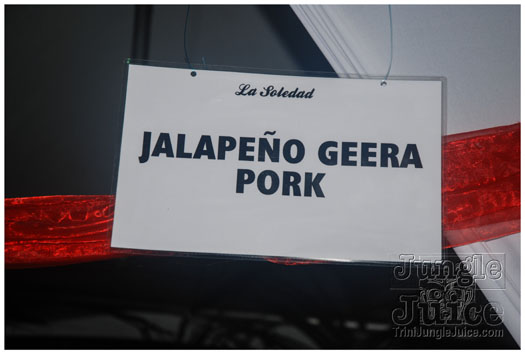 La Soledad
JALAPEÑO GEERA
PORK
Jungle
Juice
TriniJungleJuice.com